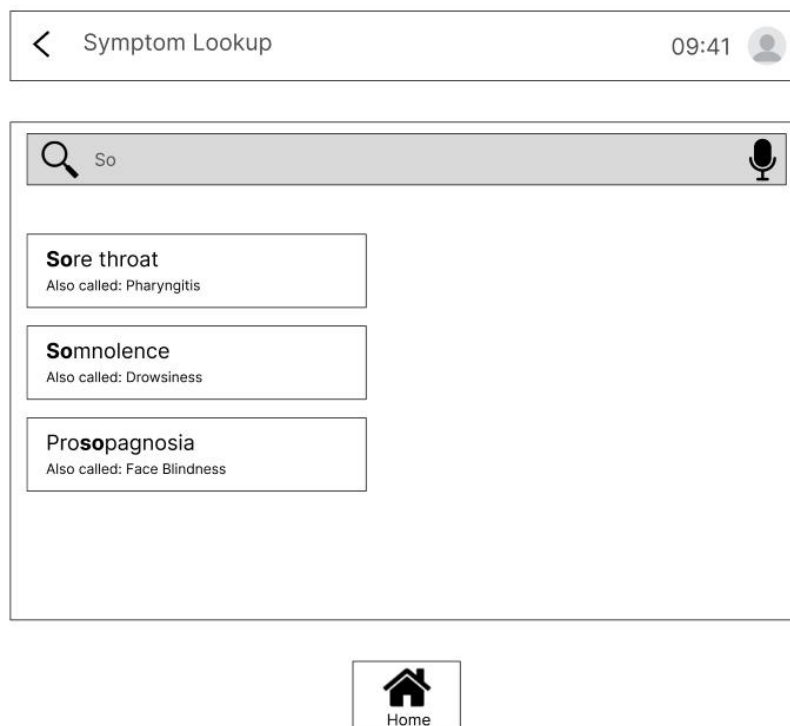 Symptom Lookup 09:41
So
Sore throat
Also called: Pharyngitis
Somnolence
Also called: Drowsiness
Prosopagnosia
Also called: Face Blindness
Home